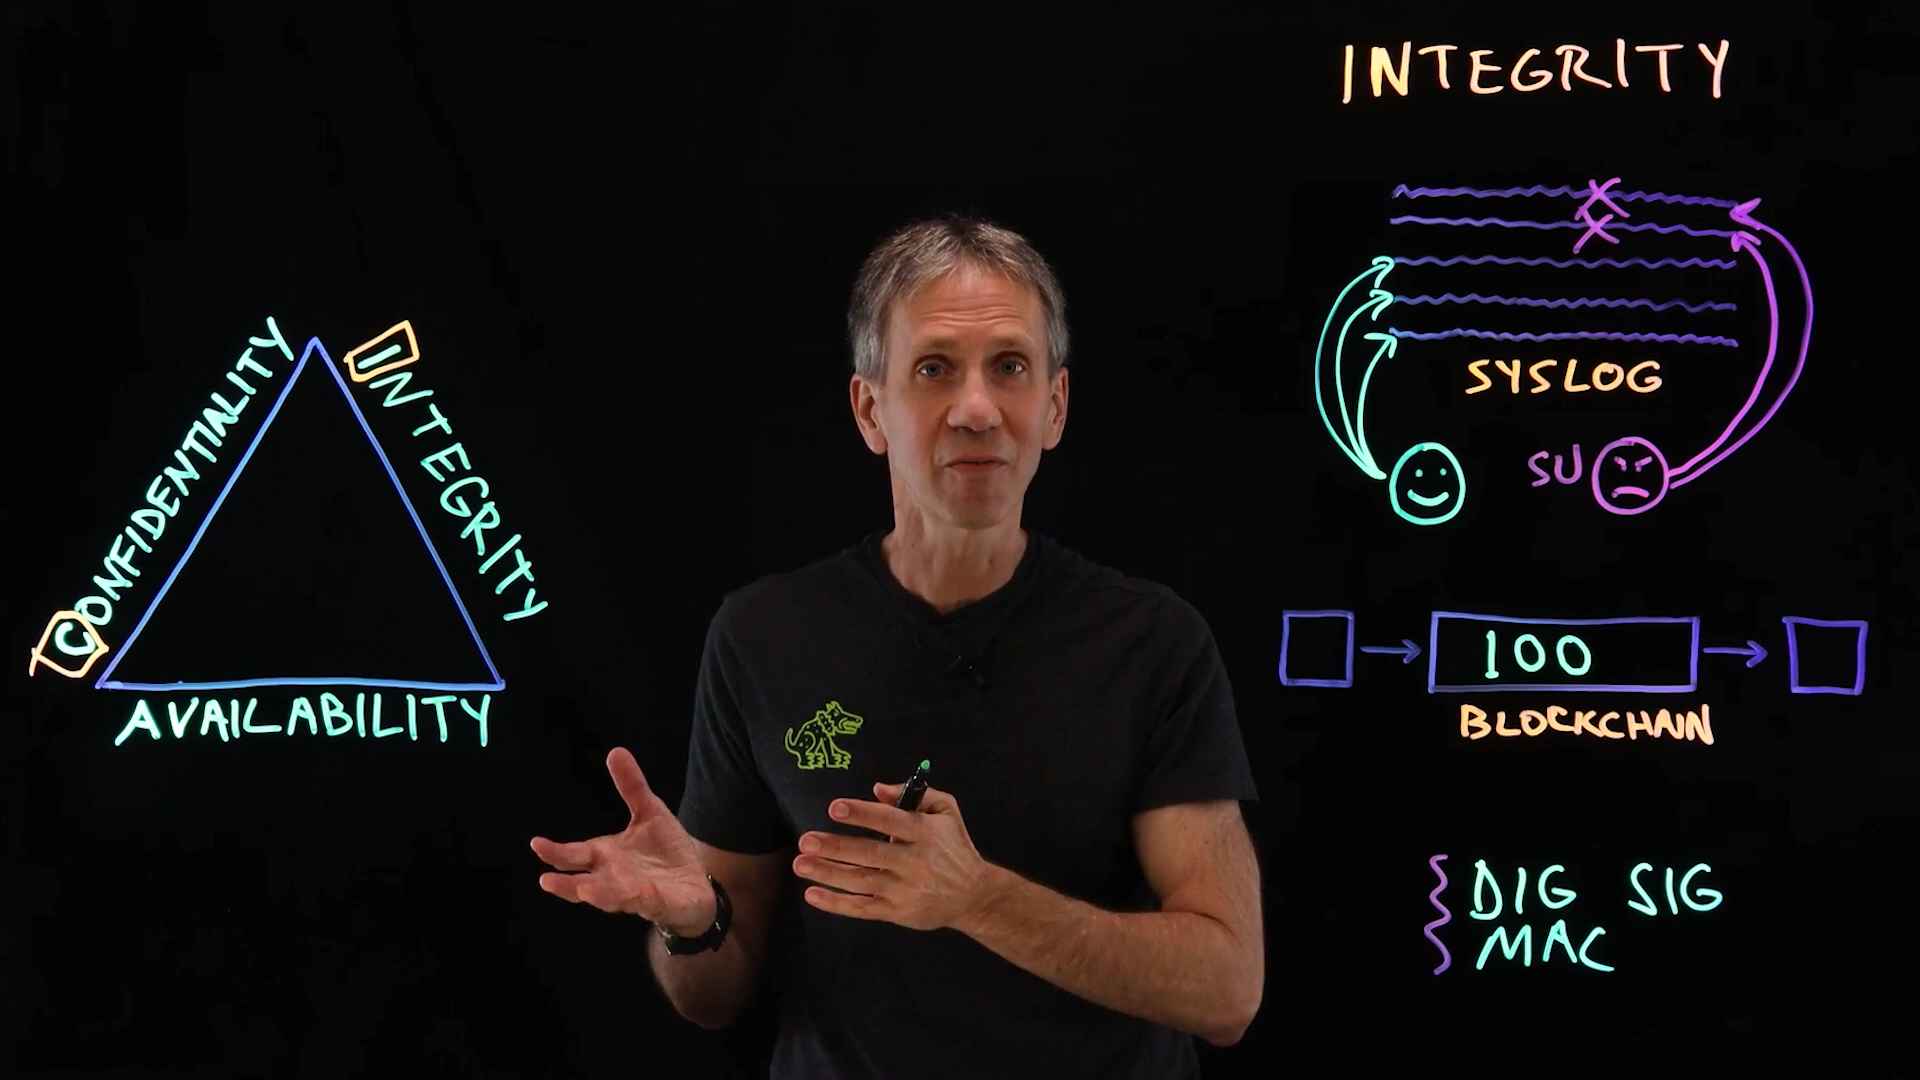 CONFIDENTIALITY
INTEGRITY
AVAILABILITY
INTEGRITY
SYSLOG
SU
100
BLOCKCHAIN
DIG SIG
MAC